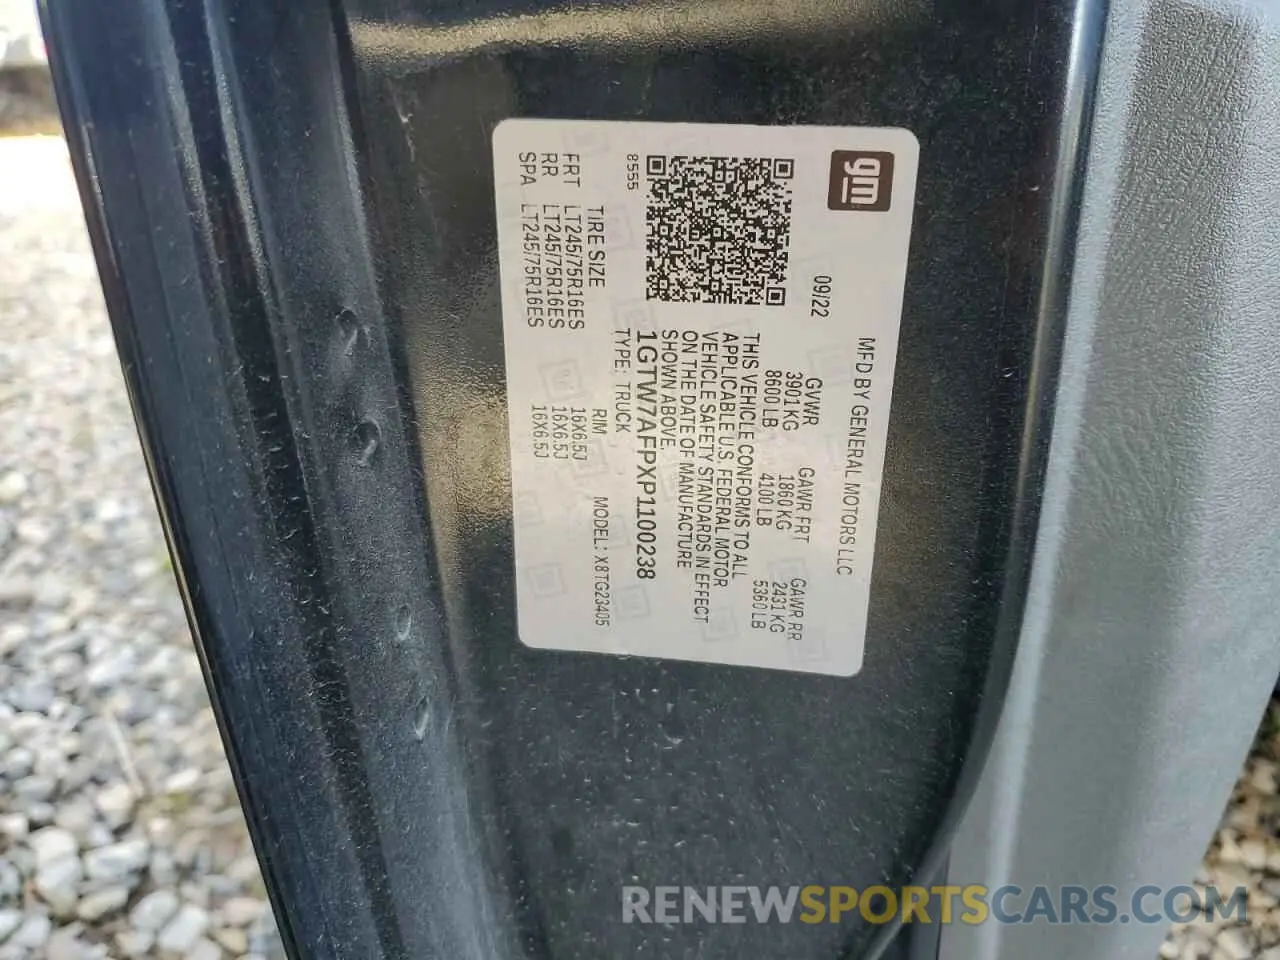 gm
MFD BY GENERAL MOTORS LLC
09/22
GVWR GAWR FRT GAWR RR
3901 KG 1860 KG 2431 KG
8600 LB 4100 LB 5360 LB
THIS VEHICLE CONFORMS TO ALL
APPLICABLE U.S. FEDERAL MOTOR
VEHICLE SAFETY STANDARDS IN EFFECT
ON THE DATE OF MANUFACTURE
SHOWN ABOVE.
1GTW7AFPXP1100238
TYPE: TRUCK
8555
TIRE SIZE RIM MODEL: X8TG23405
FRT LT245/75R16ES 16X6.5J
RR LT245/75R16ES 16X6.5J
SPA LT245/75R16ES 16X6.5J
RENEWSPORTSCARS.COM